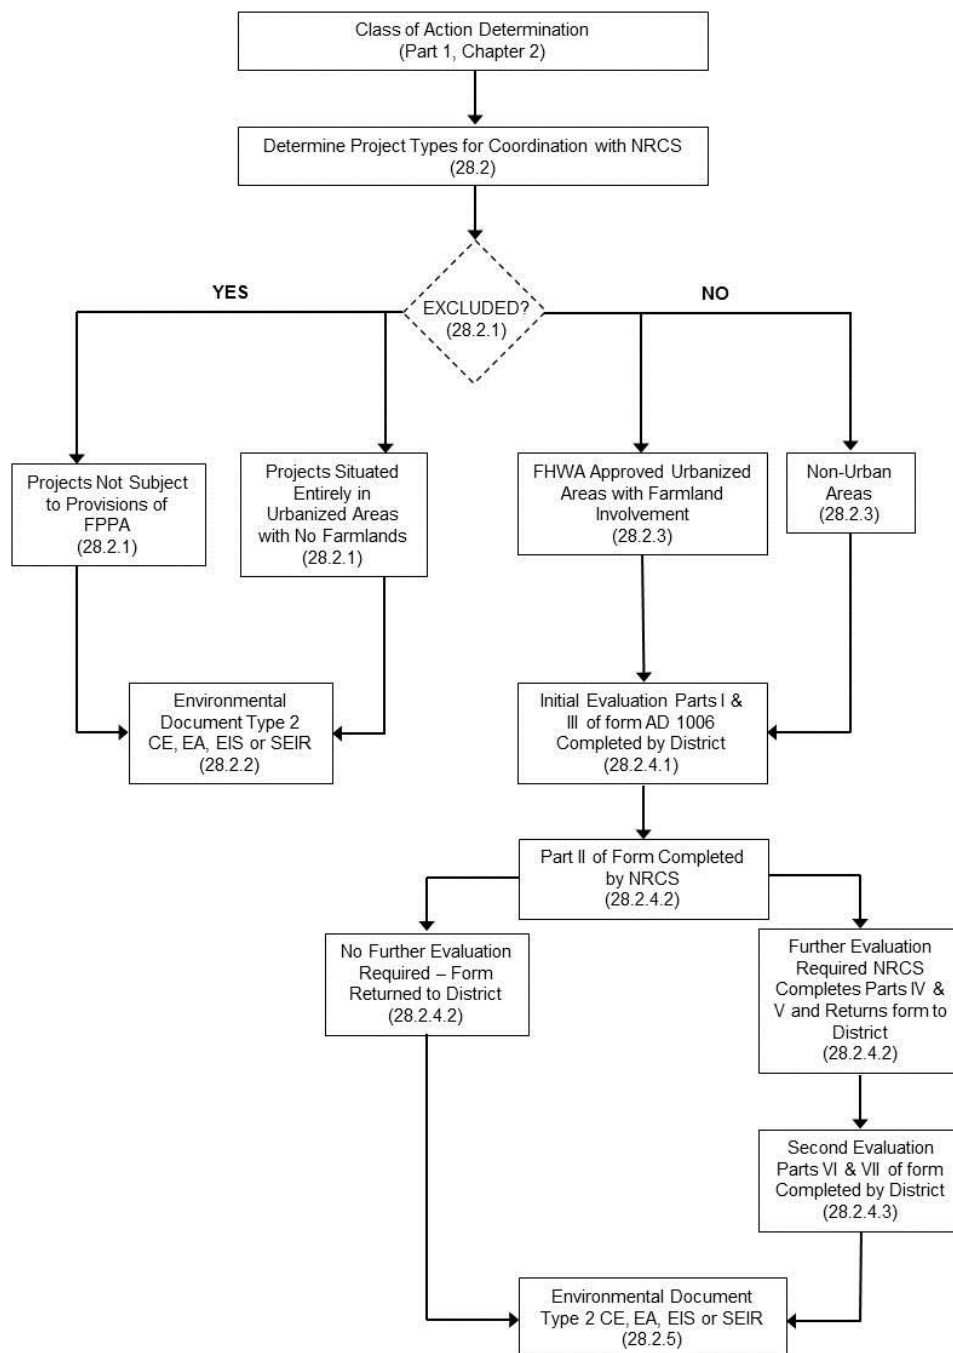 Class of Action Determination
(Part 1, Chapter 2)
Determine Project Types for Coordination with NRCS
(28.2)
YES
NO
EXCLUDED?
(28.2.1)
Projects Not Subject
to Provisions of
FPPA
(28.2.1)
Projects Situated
Entirely in
Urbanized Areas
with No Farmlands
(28.2.1)
FHWA Approved Urbanized
Areas with Farmland
Involvement
(28.2.3)
Non-Urban
Areas
(28.2.3)
Environmental
Document Type 2
CE, EA, EIS or SEIR
(28.2.2)
Initial Evaluation Parts I &
III of form AD 1006
Completed by District
(28.2.4.1)
Part II of Form Completed
by NRCS
(28.2.4.2)
No Further Evaluation
Required – Form
Returned to District
(28.2.4.2)
Further Evaluation
Required NRCS
Completes Parts IV &
V and Returns form to
District
(28.2.4.2)
Second Evaluation
Parts VI & VII of form
Completed by District
(28.2.4.3)
Environmental Document
Type 2 CE, EA, EIS or SEIR
(28.2.5)